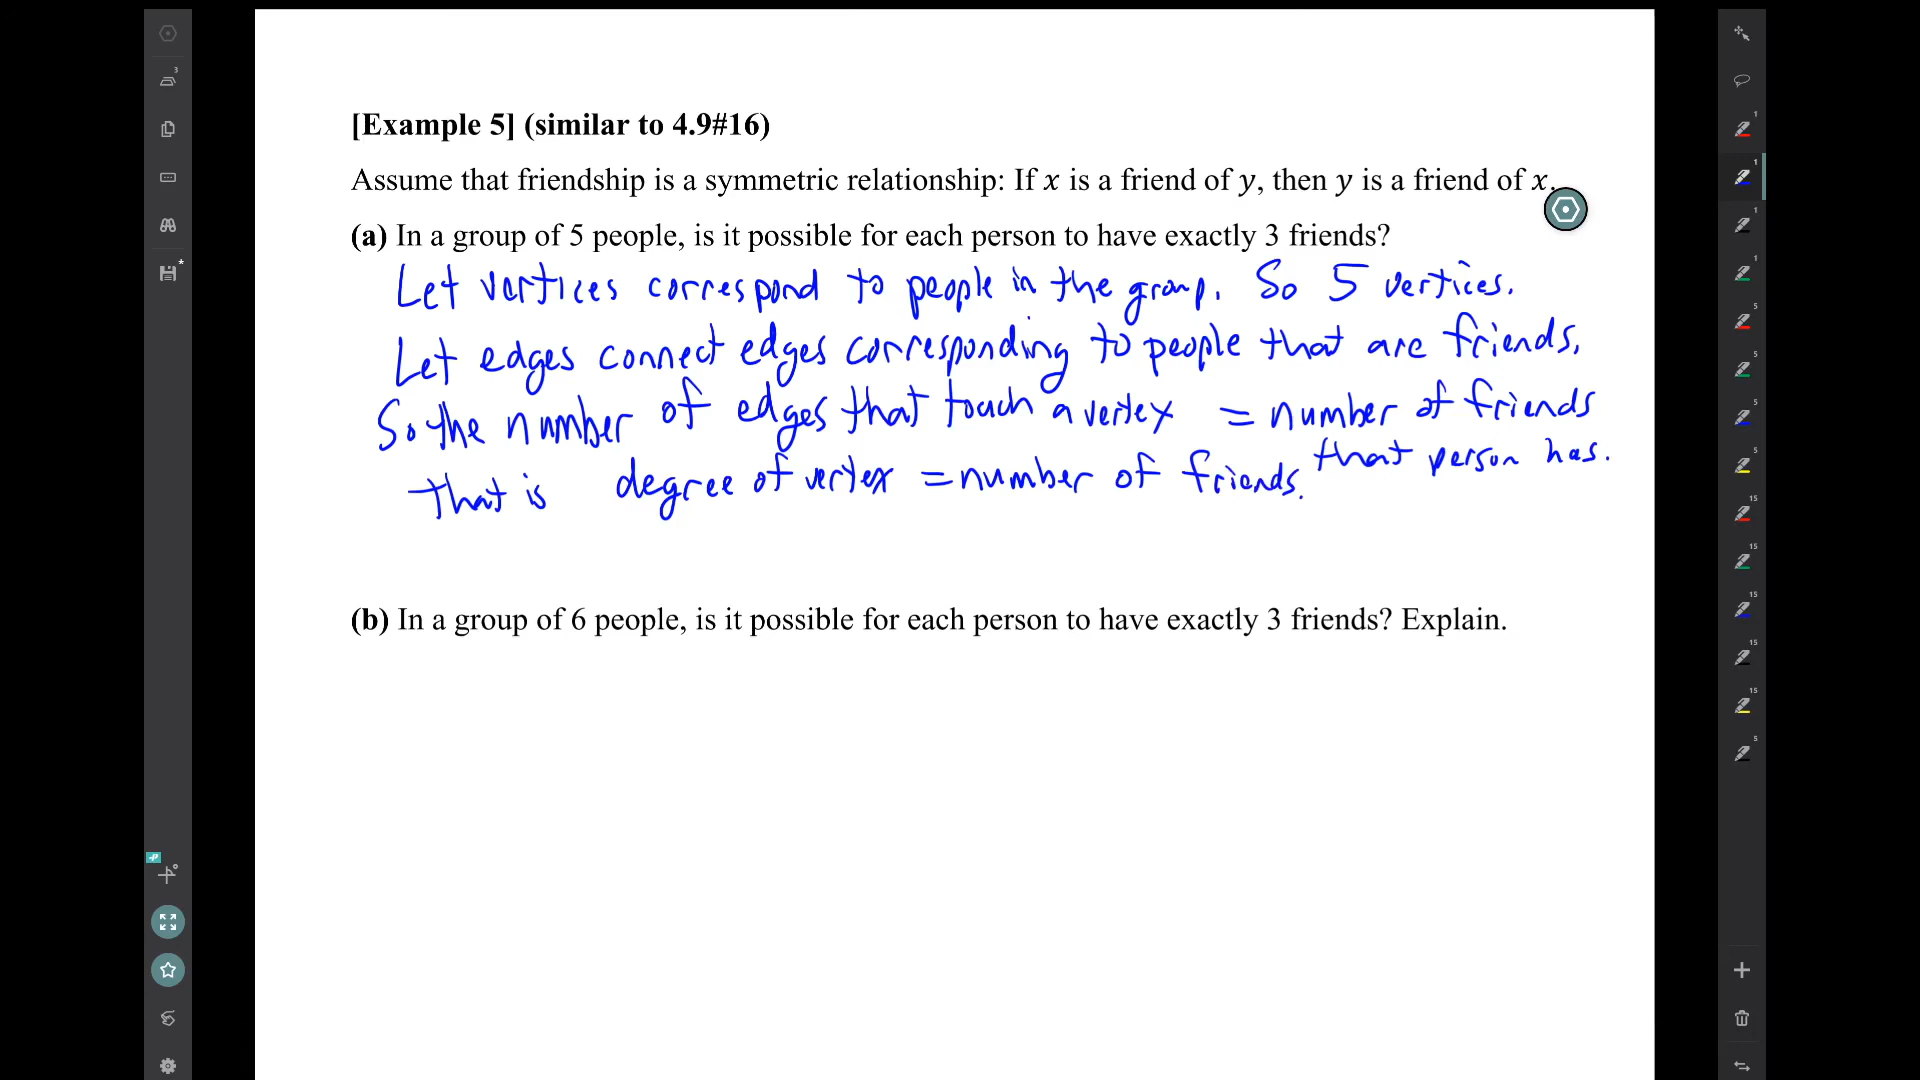 [Example 5] (similar to 4.9#16)
Assume that friendship is a symmetric relationship: If x is a friend of y, then y is a friend of x.
(a) In a group of 5 people, is it possible for each person to have exactly 3 friends?
Let vertices correspond to people in the group. So 5 vertices.
Let edges connect edges corresponding to people that are friends.
So the number of edges that touch a vertex = number of friends
that person has.
that is degree of vertex = number of friends.
(b) In a group of 6 people, is it possible for each person to have exactly 3 friends? Explain.